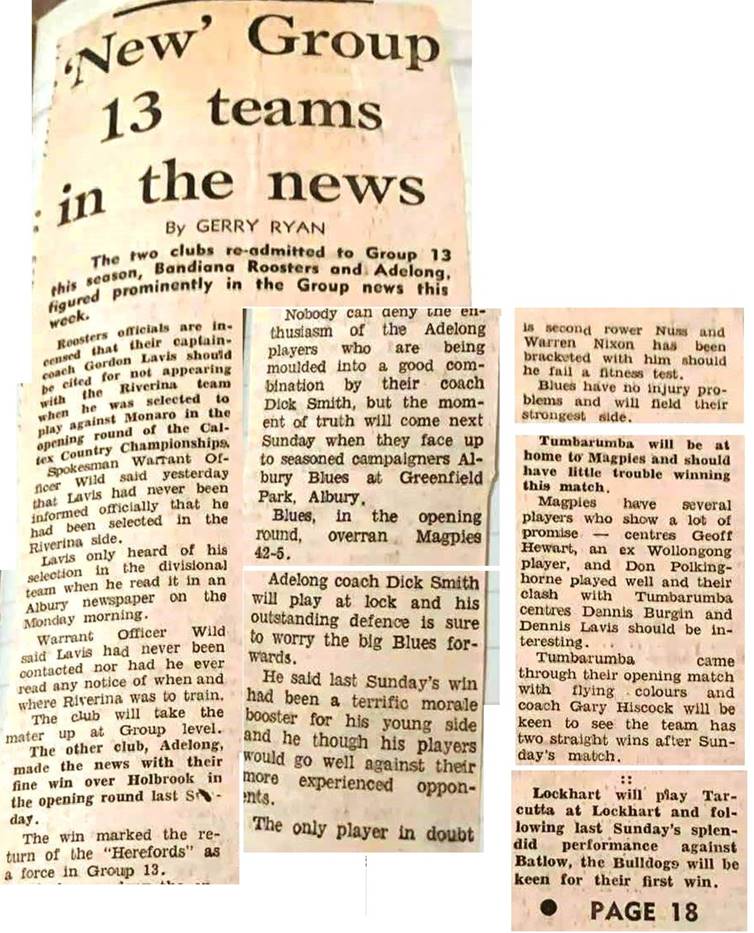 'New' Group
13 teams
in the news
By GERRY RYAN
The two clubs re-admitted to Group 13
this season, Bandiana Roosters and Adelong,
figured prominently in the Group news this
week.
Roosters officials are in-
censed that their captain-
coach Gordon Lavis should
be cited for not appearing
with the Riverina team
when he was selected to
play against Monaro in the
opening round of the Cal-
tex Country Championships.
Spokesman Warrant Of-
ficer Wild said yesterday
that Lavis had never been
informed officially that he
had been selected in the
Riverina side.
Lavis only heard of his
selection in the divisional
team when he read it in an
Albury newspaper on the
Monday morning.
Warrant Officer Wild
said Lavis had never been
contacted nor had he ever
read any notice of when and
where Riverina was to train.
The club will take the
mater up at Group level.
The other club, Adelong,
made the news with their
fine win over Holbrook in
the opening round last Sun-
day.
The win marked the re-
turn of the "Herefords" as
a force in Group 13.
Nobody can deny the en-
thusiasm of the Adelong
players who are being
moulded into a good com-
bination by their coach
Dick Smith, but the mom-
ent of truth will come next
Sunday when they face up
to seasoned campaigners Al-
bury Blues at Greenfield
Park, Albury.
Blues, in the opening
round, overran Magpies
42-5.
Adelong coach Dick Smith
will play at lock and his
outstanding defence is sure
to worry the big Blues for-
wards.
He said last Sunday's win
had been a terrific morale
booster for his young side
and he though his players
would go well against their
more experienced oppon-
ents.
The only player in doubt
is second rower Nuss and
Warren Nixon has been
bracketed with him should
he fail a fitness test.
Blues have no injury pro-
blems and will field their
strongest side.
Tumbarumba will be at
home to Magpies and should
have little trouble winning
this match.
Magpies have several
players who show a lot of
promise — centres Geoff
Hewart, an ex Wollongong
player, and Don Polking-
horne played well and their
clash with Tumbarumba
centres Dennis Burgin and
Dennis Lavis should be in-
teresting.
Tumbarumba came
through their opening match
with flying colours and
coach Gary Hiscock will be
keen to see the team has
two straight wins after Sun-
day's match.
::
Lockhart will play Tar-
cutta at Lockhart and fol-
lowing last Sunday's splen-
did performance against
Batlow, the Bulldogs will be
keen for their first win.
● PAGE 18